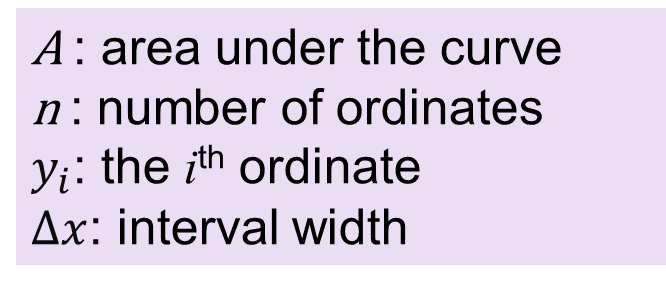 A: area under the curve
n: number of ordinates
yᵢ: the iᵗʰ ordinate
Δx: interval width